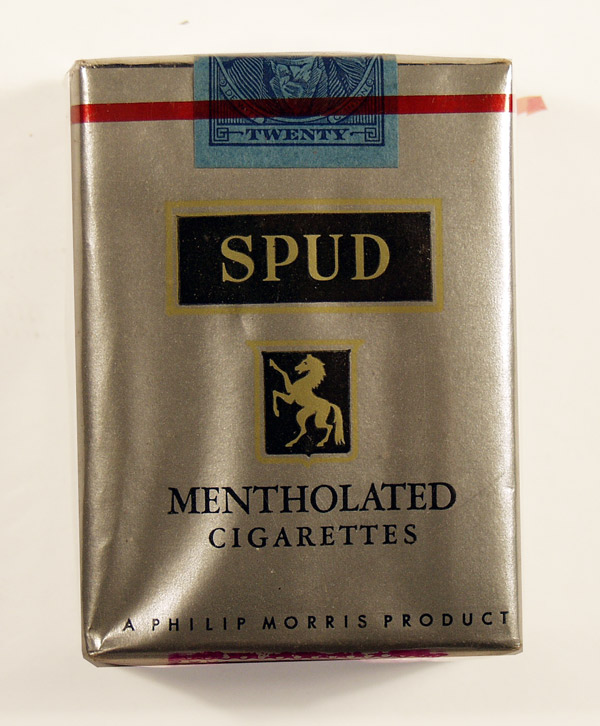 TWENTY
SPUD
MENTHOLATED
CIGARETTES
A PHILIP MORRIS PRODUCT